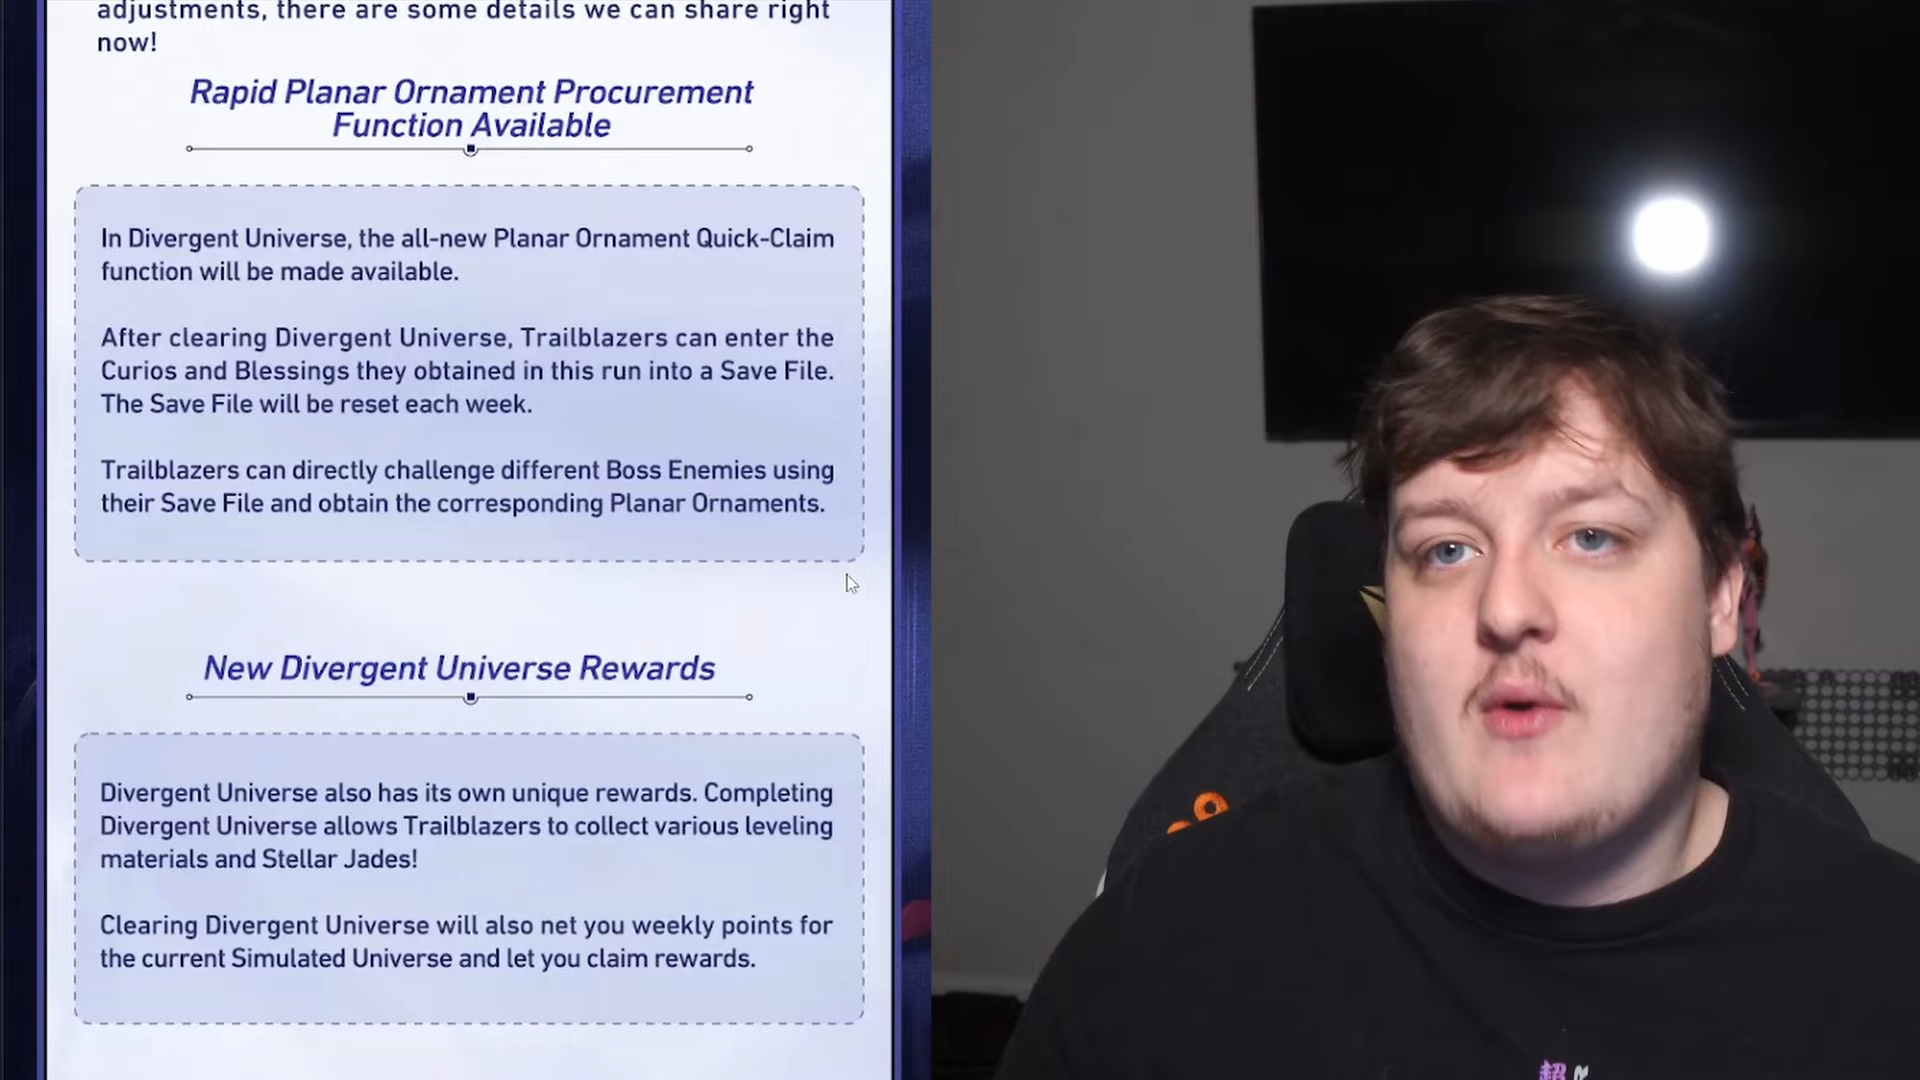 adjustments, there are some details we can share right
now!
Rapid Planar Ornament Procurement
Function Available
In Divergent Universe, the all-new Planar Ornament Quick-Claim
function will be made available.
After clearing Divergent Universe, Trailblazers can enter the
Curios and Blessings they obtained in this run into a Save File.
The Save File will be reset each week.
Trailblazers can directly challenge different Boss Enemies using
their Save File and obtain the corresponding Planar Ornaments.
New Divergent Universe Rewards
Divergent Universe also has its own unique rewards. Completing
Divergent Universe allows Trailblazers to collect various leveling
materials and Stellar Jades!
Clearing Divergent Universe will also net you weekly points for
the current Simulated Universe and let you claim rewards.
超